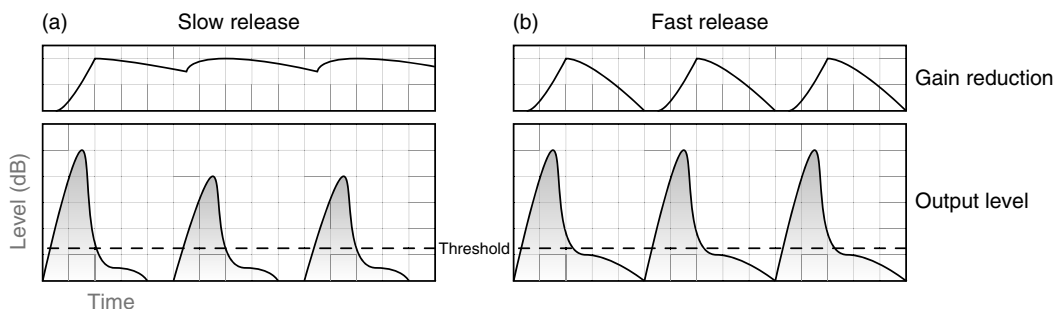 (a) Slow release
(b) Fast release
Gain reduction
Level (dB)
Threshold
Output level
Time